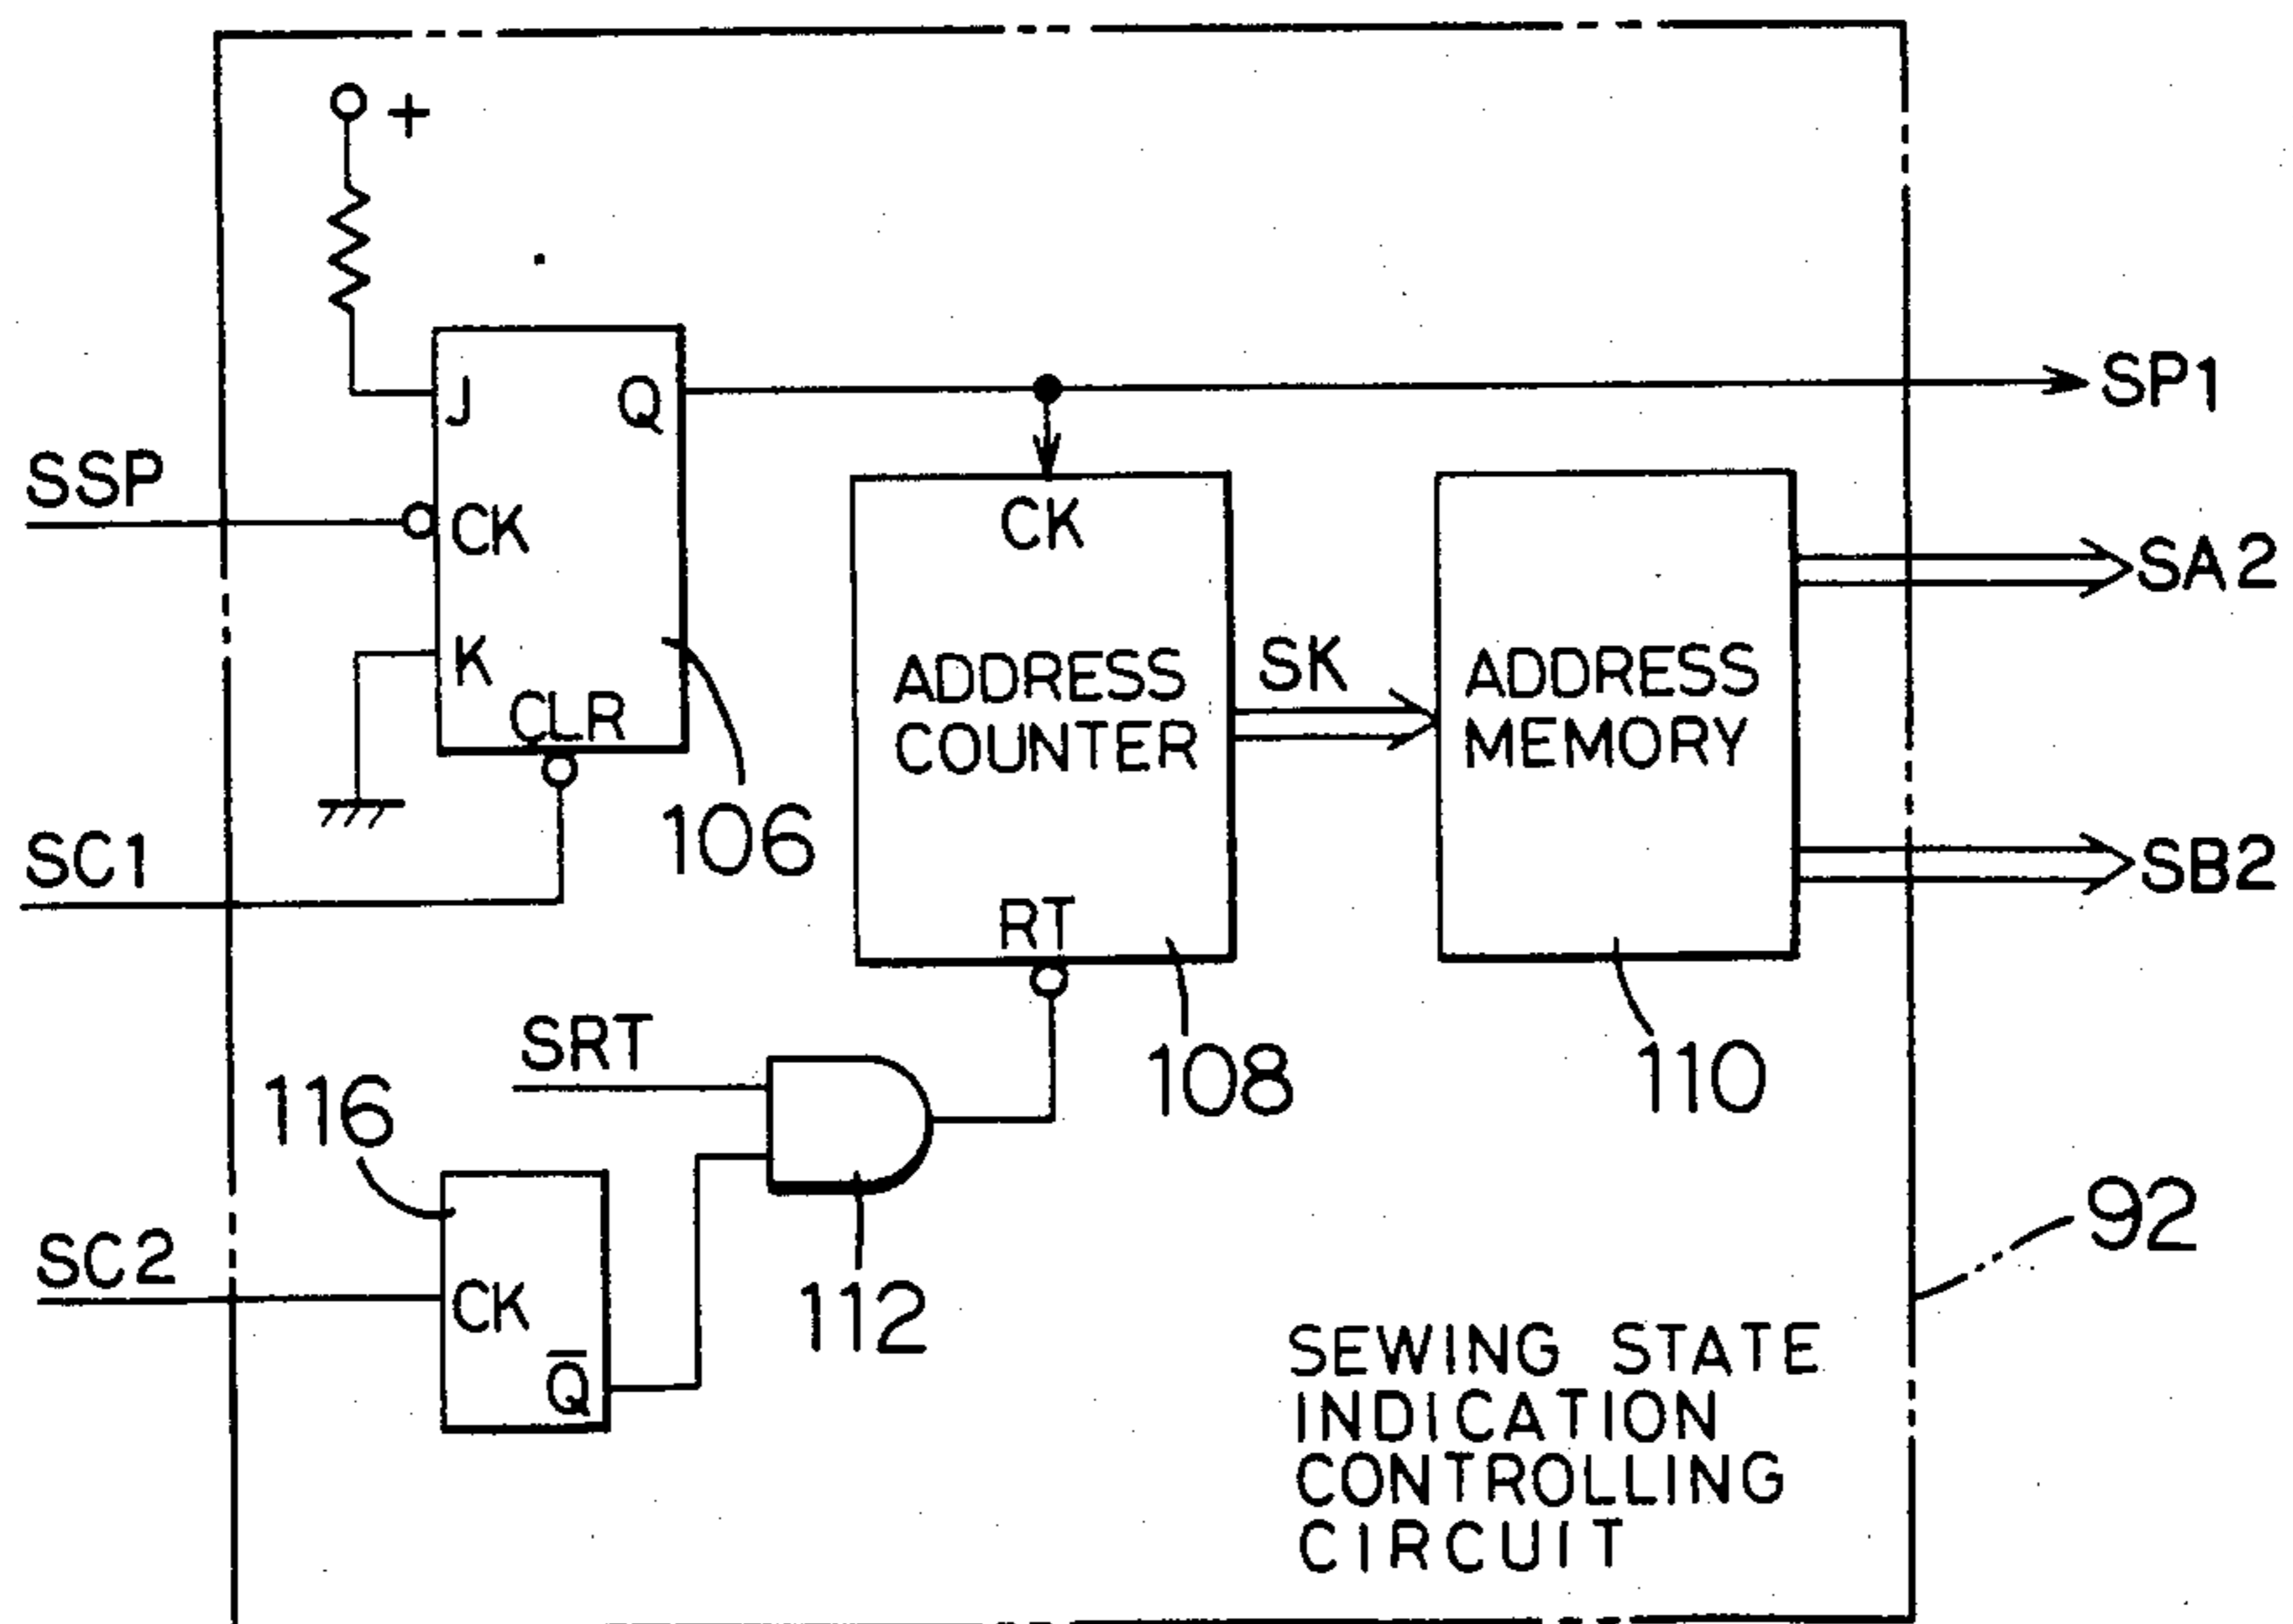 +
J
Q
SP1
SSP
CK
CK
SA2
K
CLR
ADDRESS
COUNTER
SK
ADDRESS
MEMORY
106
SC1
SB2
RT
SRT
108
110
116
92
SC2
CK
Q̅
112
SEWING STATE
INDICATION
CONTROLLING
CIRCUIT